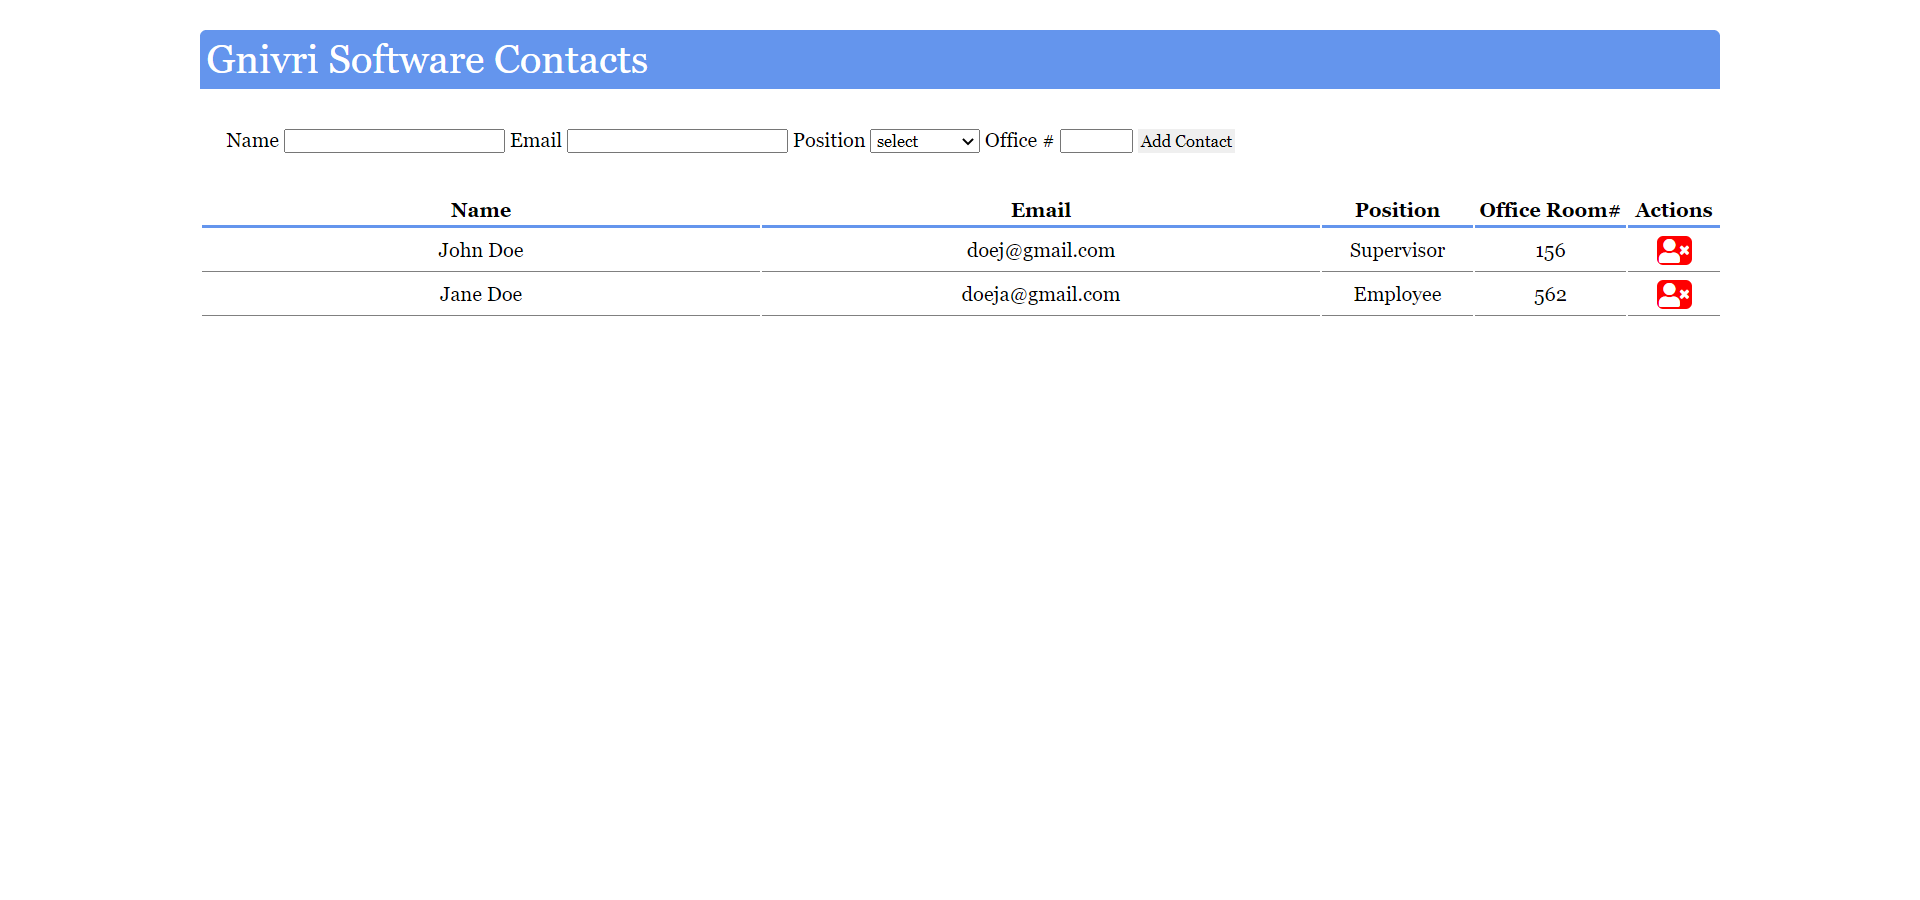 Gnivri Software Contacts
Name Email Position select Office # Add Contact
Name Email Position Office Room# Actions
John Doe doej@gmail.com Supervisor 156
Jane Doe doeja@gmail.com Employee 562